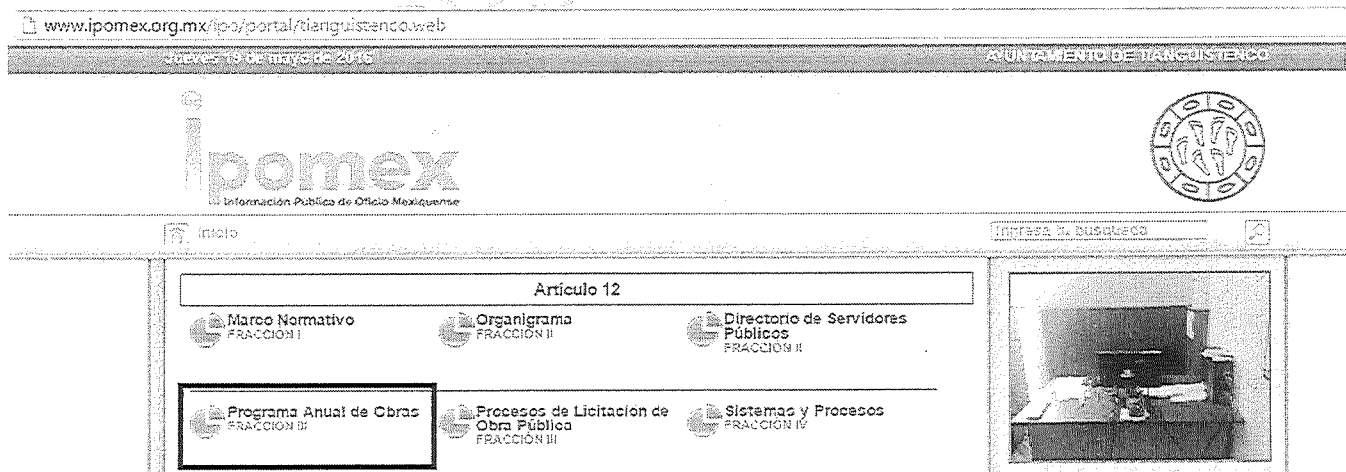 www.ipomex.org.mx/ipo/portal/tianguistenco.web
Jueves 19 de mayo de 2016
AYUNTAMIENTO DE TIANGUISTENCO
ipomex
Información Pública de Oficio Mexiquense
Inicio
Ingresa tu búsqueda
Artículo 12
Marco Normativo
FRACCIÓN I
Organigrama
FRACCIÓN II
Directorio de Servidores
Públicos
FRACCIÓN II
Programa Anual de Obras
FRACCIÓN III
Procesos de Licitación de
Obra Pública
FRACCIÓN III
Sistemas y Procesos
FRACCIÓN IV